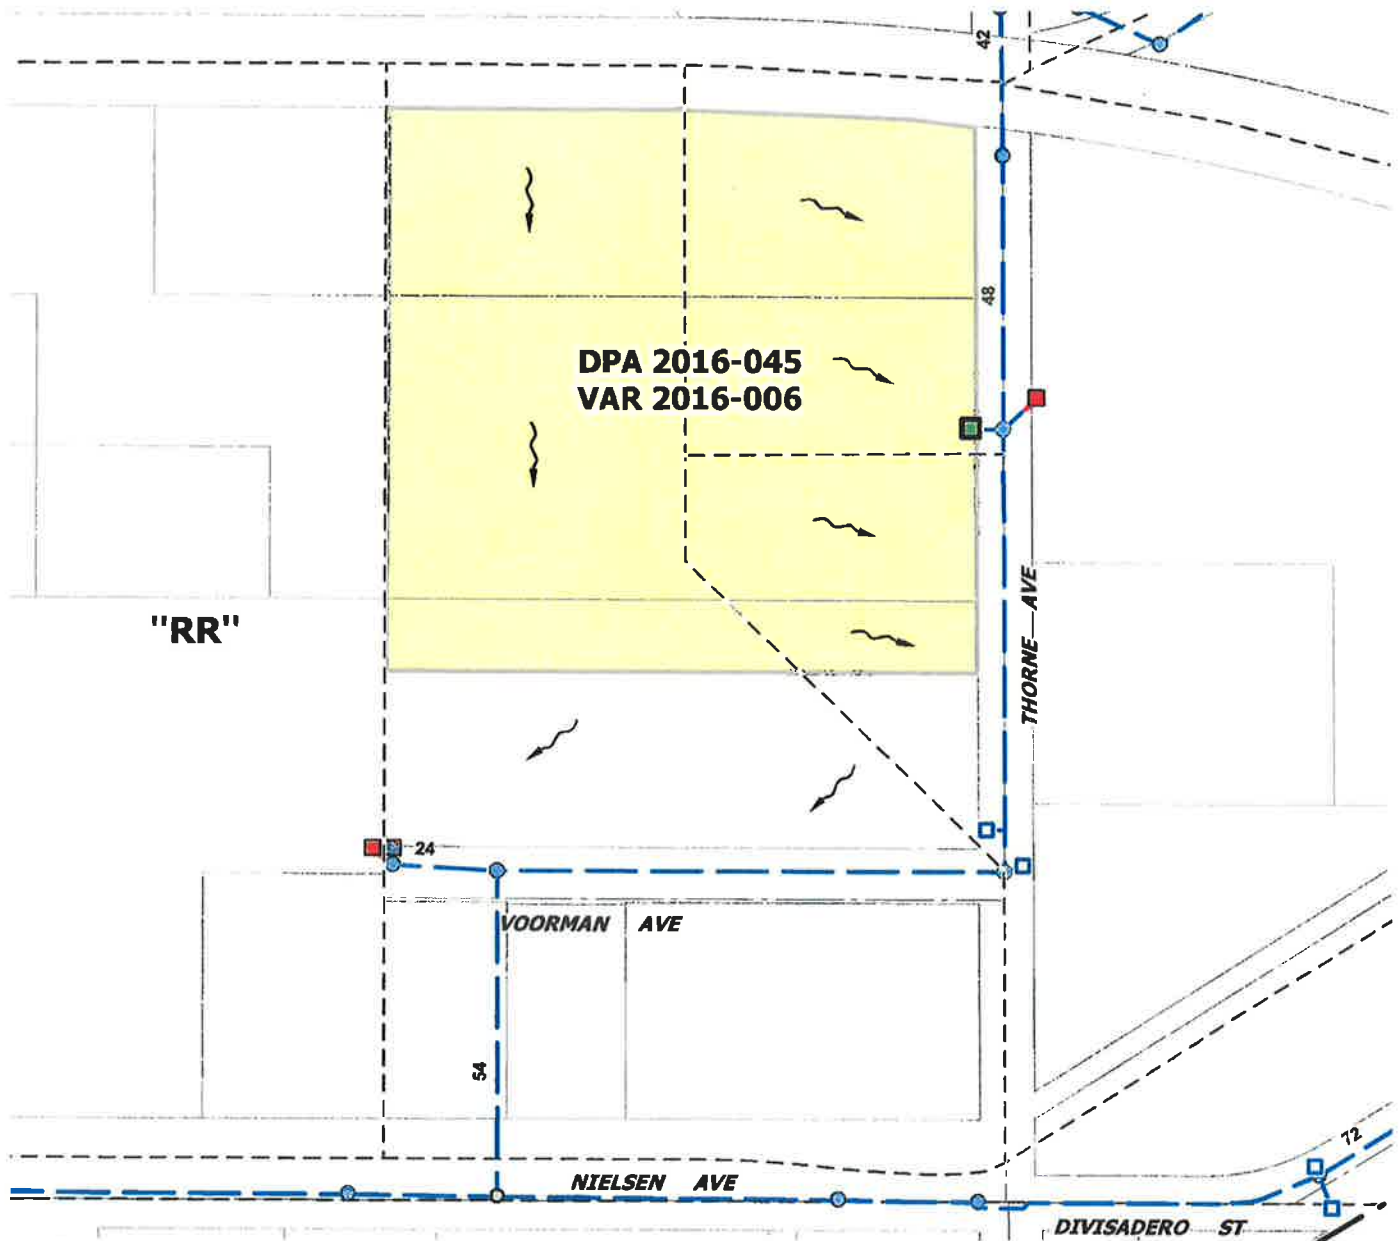 42
48
DPA 2016-045
VAR 2016-006
THORNE AVE
"RR"
24
VOORMAN AVE
54
72
NIELSEN AVE
DIVISADERO ST